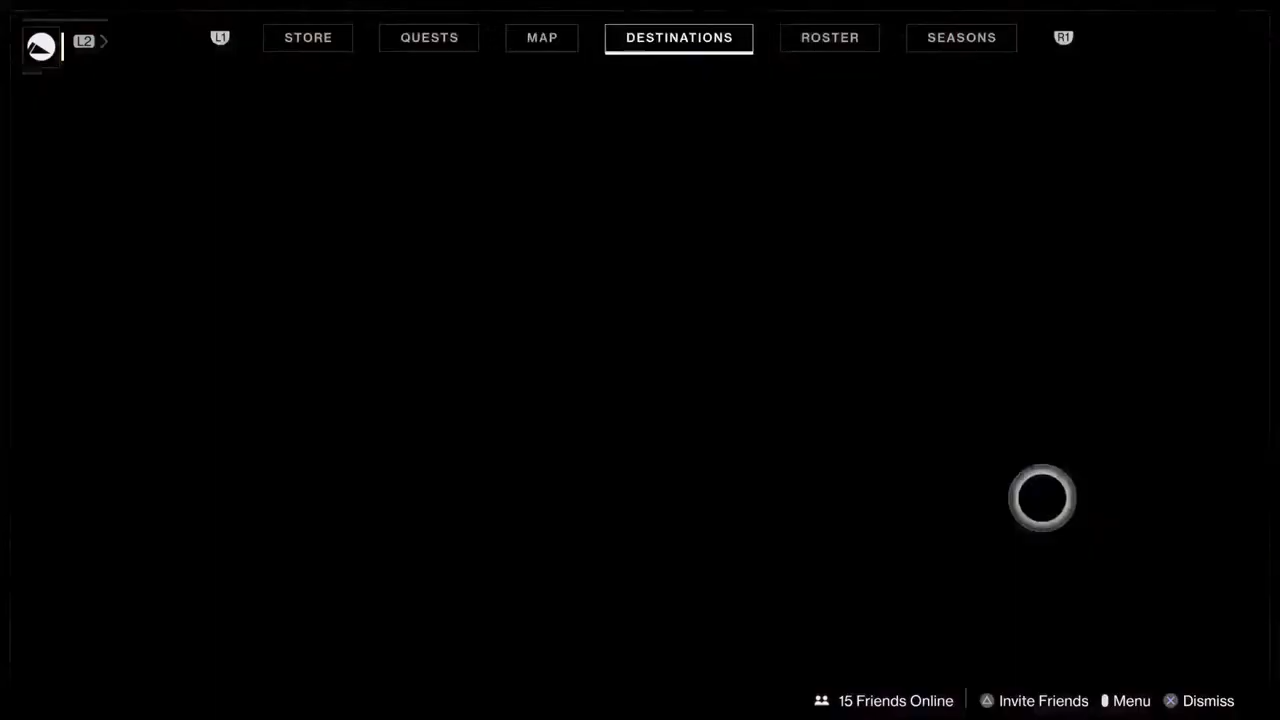 L2 L1 STORE QUESTS MAP DESTINATIONS ROSTER SEASONS R1
15 Friends Online Invite Friends Menu Dismiss